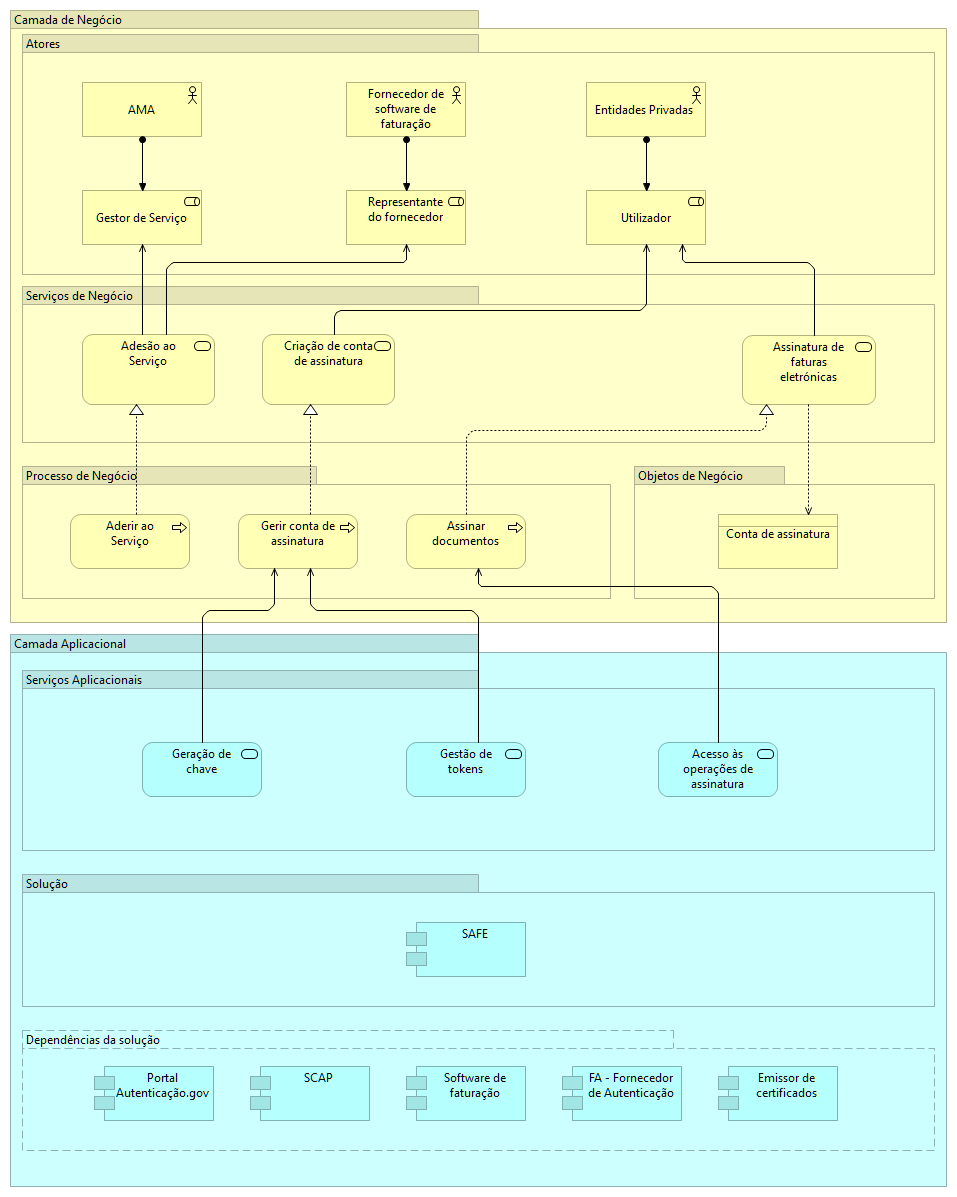 Camada de Negócio
Atores
AMA
Fornecedor de
software de
faturação
Entidades Privadas
Gestor de Serviço
Representante
do fornecedor
Utilizador
Serviços de Negócio
Adesão ao
Serviço
Criação de conta
de assinatura
Assinatura de
faturas
eletrónicas
Processo de Negócio
Objetos de Negócio
Aderir ao
Serviço
Gerir conta de
assinatura
Assinar
documentos
Conta de assinatura
Camada Aplicacional
Serviços Aplicacionais
Geração de
chave
Gestão de
tokens
Acesso às
operações de
assinatura
Solução
SAFE
Dependências da solução
Portal
Autenticação.gov
SCAP
Software de
faturação
FA - Fornecedor
de Autenticação
Emissor de
certificados